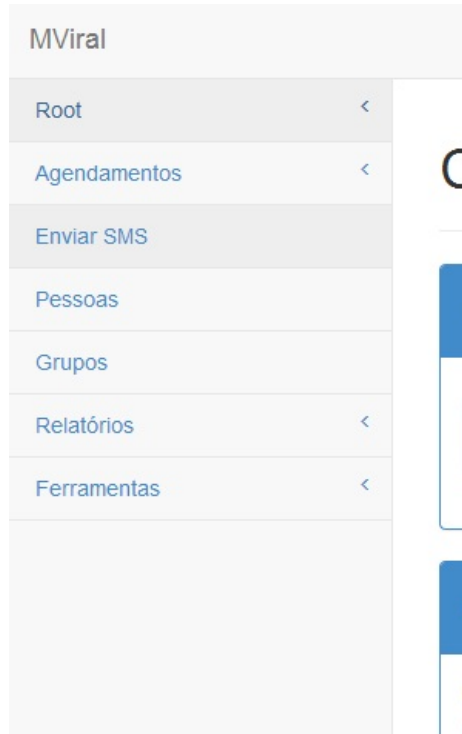 MViral
Root
Agendamentos
Enviar SMS
Pessoas
Grupos
Relatórios
Ferramentas